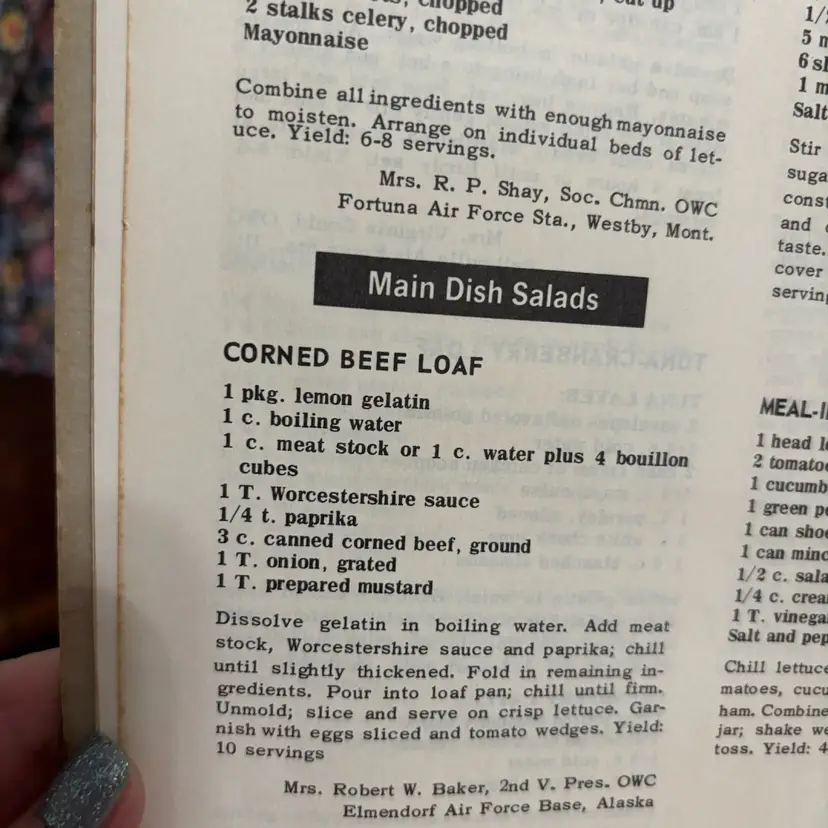 chopped
cut up
2 stalks celery, chopped
Mayonnaise
Combine all ingredients with enough mayonnaise
to moisten. Arrange on individual beds of let-
uce. Yield: 6-8 servings.
Mrs. R. P. Shay, Soc. Chmn. OWC
Fortuna Air Force Sta., Westby, Mont.
Main Dish Salads
CORNED BEEF LOAF
1 pkg. lemon gelatin
1 c. boiling water
1 c. meat stock or 1 c. water plus 4 bouillon
cubes
1 T. Worcestershire sauce
1/4 t. paprika
3 c. canned corned beef, ground
1 T. onion, grated
1 T. prepared mustard
Dissolve gelatin in boiling water. Add meat
stock, Worcestershire sauce and paprika; chill
until slightly thickened. Fold in remaining in-
gredients. Pour into loaf pan; chill until firm.
Unmold; slice and serve on crisp lettuce. Gar-
nish with eggs sliced and tomato wedges. Yield:
10 servings
Mrs. Robert W. Baker, 2nd V. Pres. OWC
Elmendorf Air Force Base, Alaska
1/
5 m
6 sl
1 m
Salt
Stir
suga
const
and
taste.
cover
serving
MEAL-I
1 head le
2 tomatoe
1 cucumb
1 green pe
1 can shoe
1 can minc
1/2 c. sala
1/4 c. crea
1 T. vinega
Salt and pep
Chill lettuce
matoes, cucu
ham. Combine
jar; shake we
toss. Yield: 4